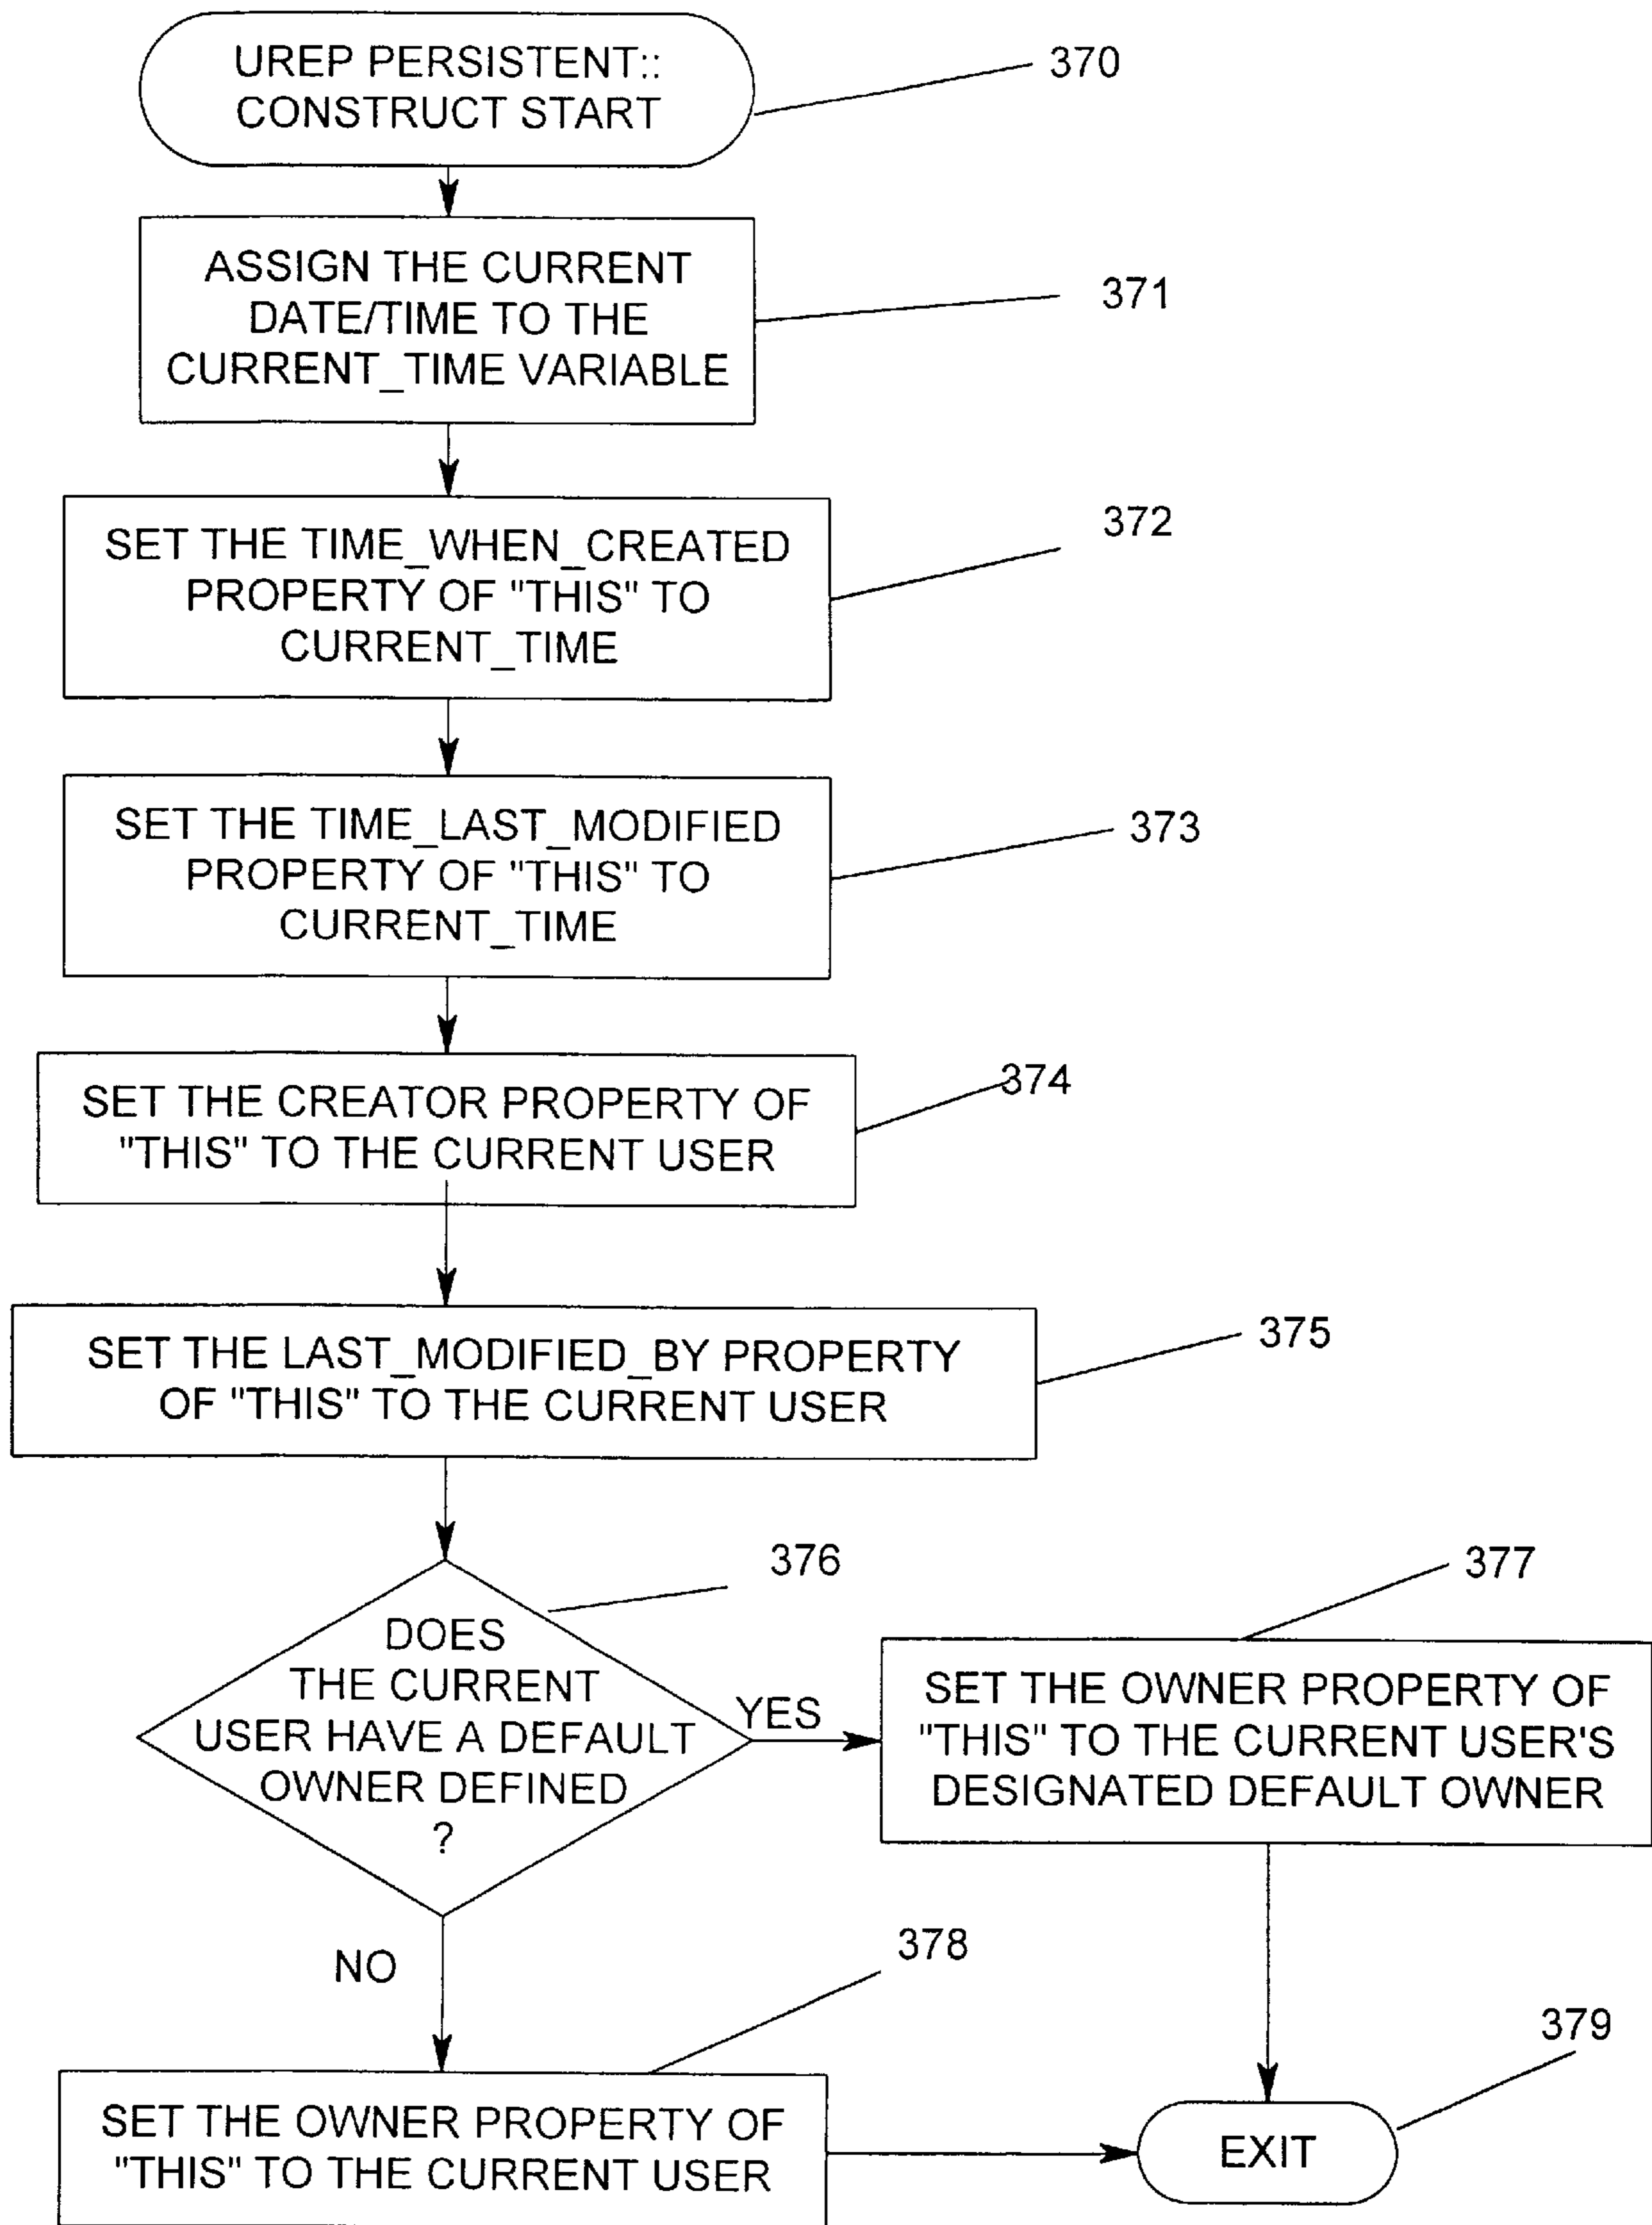 UREP PERSISTENT::
CONSTRUCT START
370
ASSIGN THE CURRENT
DATE/TIME TO THE
CURRENT_TIME VARIABLE
371
SET THE TIME_WHEN_CREATED
PROPERTY OF "THIS" TO
CURRENT_TIME
372
SET THE TIME_LAST_MODIFIED
PROPERTY OF "THIS" TO
CURRENT_TIME
373
SET THE CREATOR PROPERTY OF
"THIS" TO THE CURRENT USER
374
SET THE LAST_MODIFIED_BY PROPERTY
OF "THIS" TO THE CURRENT USER
375
DOES
THE CURRENT
USER HAVE A DEFAULT
OWNER DEFINED
?
376
YES
377
SET THE OWNER PROPERTY OF
"THIS" TO THE CURRENT USER'S
DESIGNATED DEFAULT OWNER
NO
378
SET THE OWNER PROPERTY OF
"THIS" TO THE CURRENT USER
379
EXIT